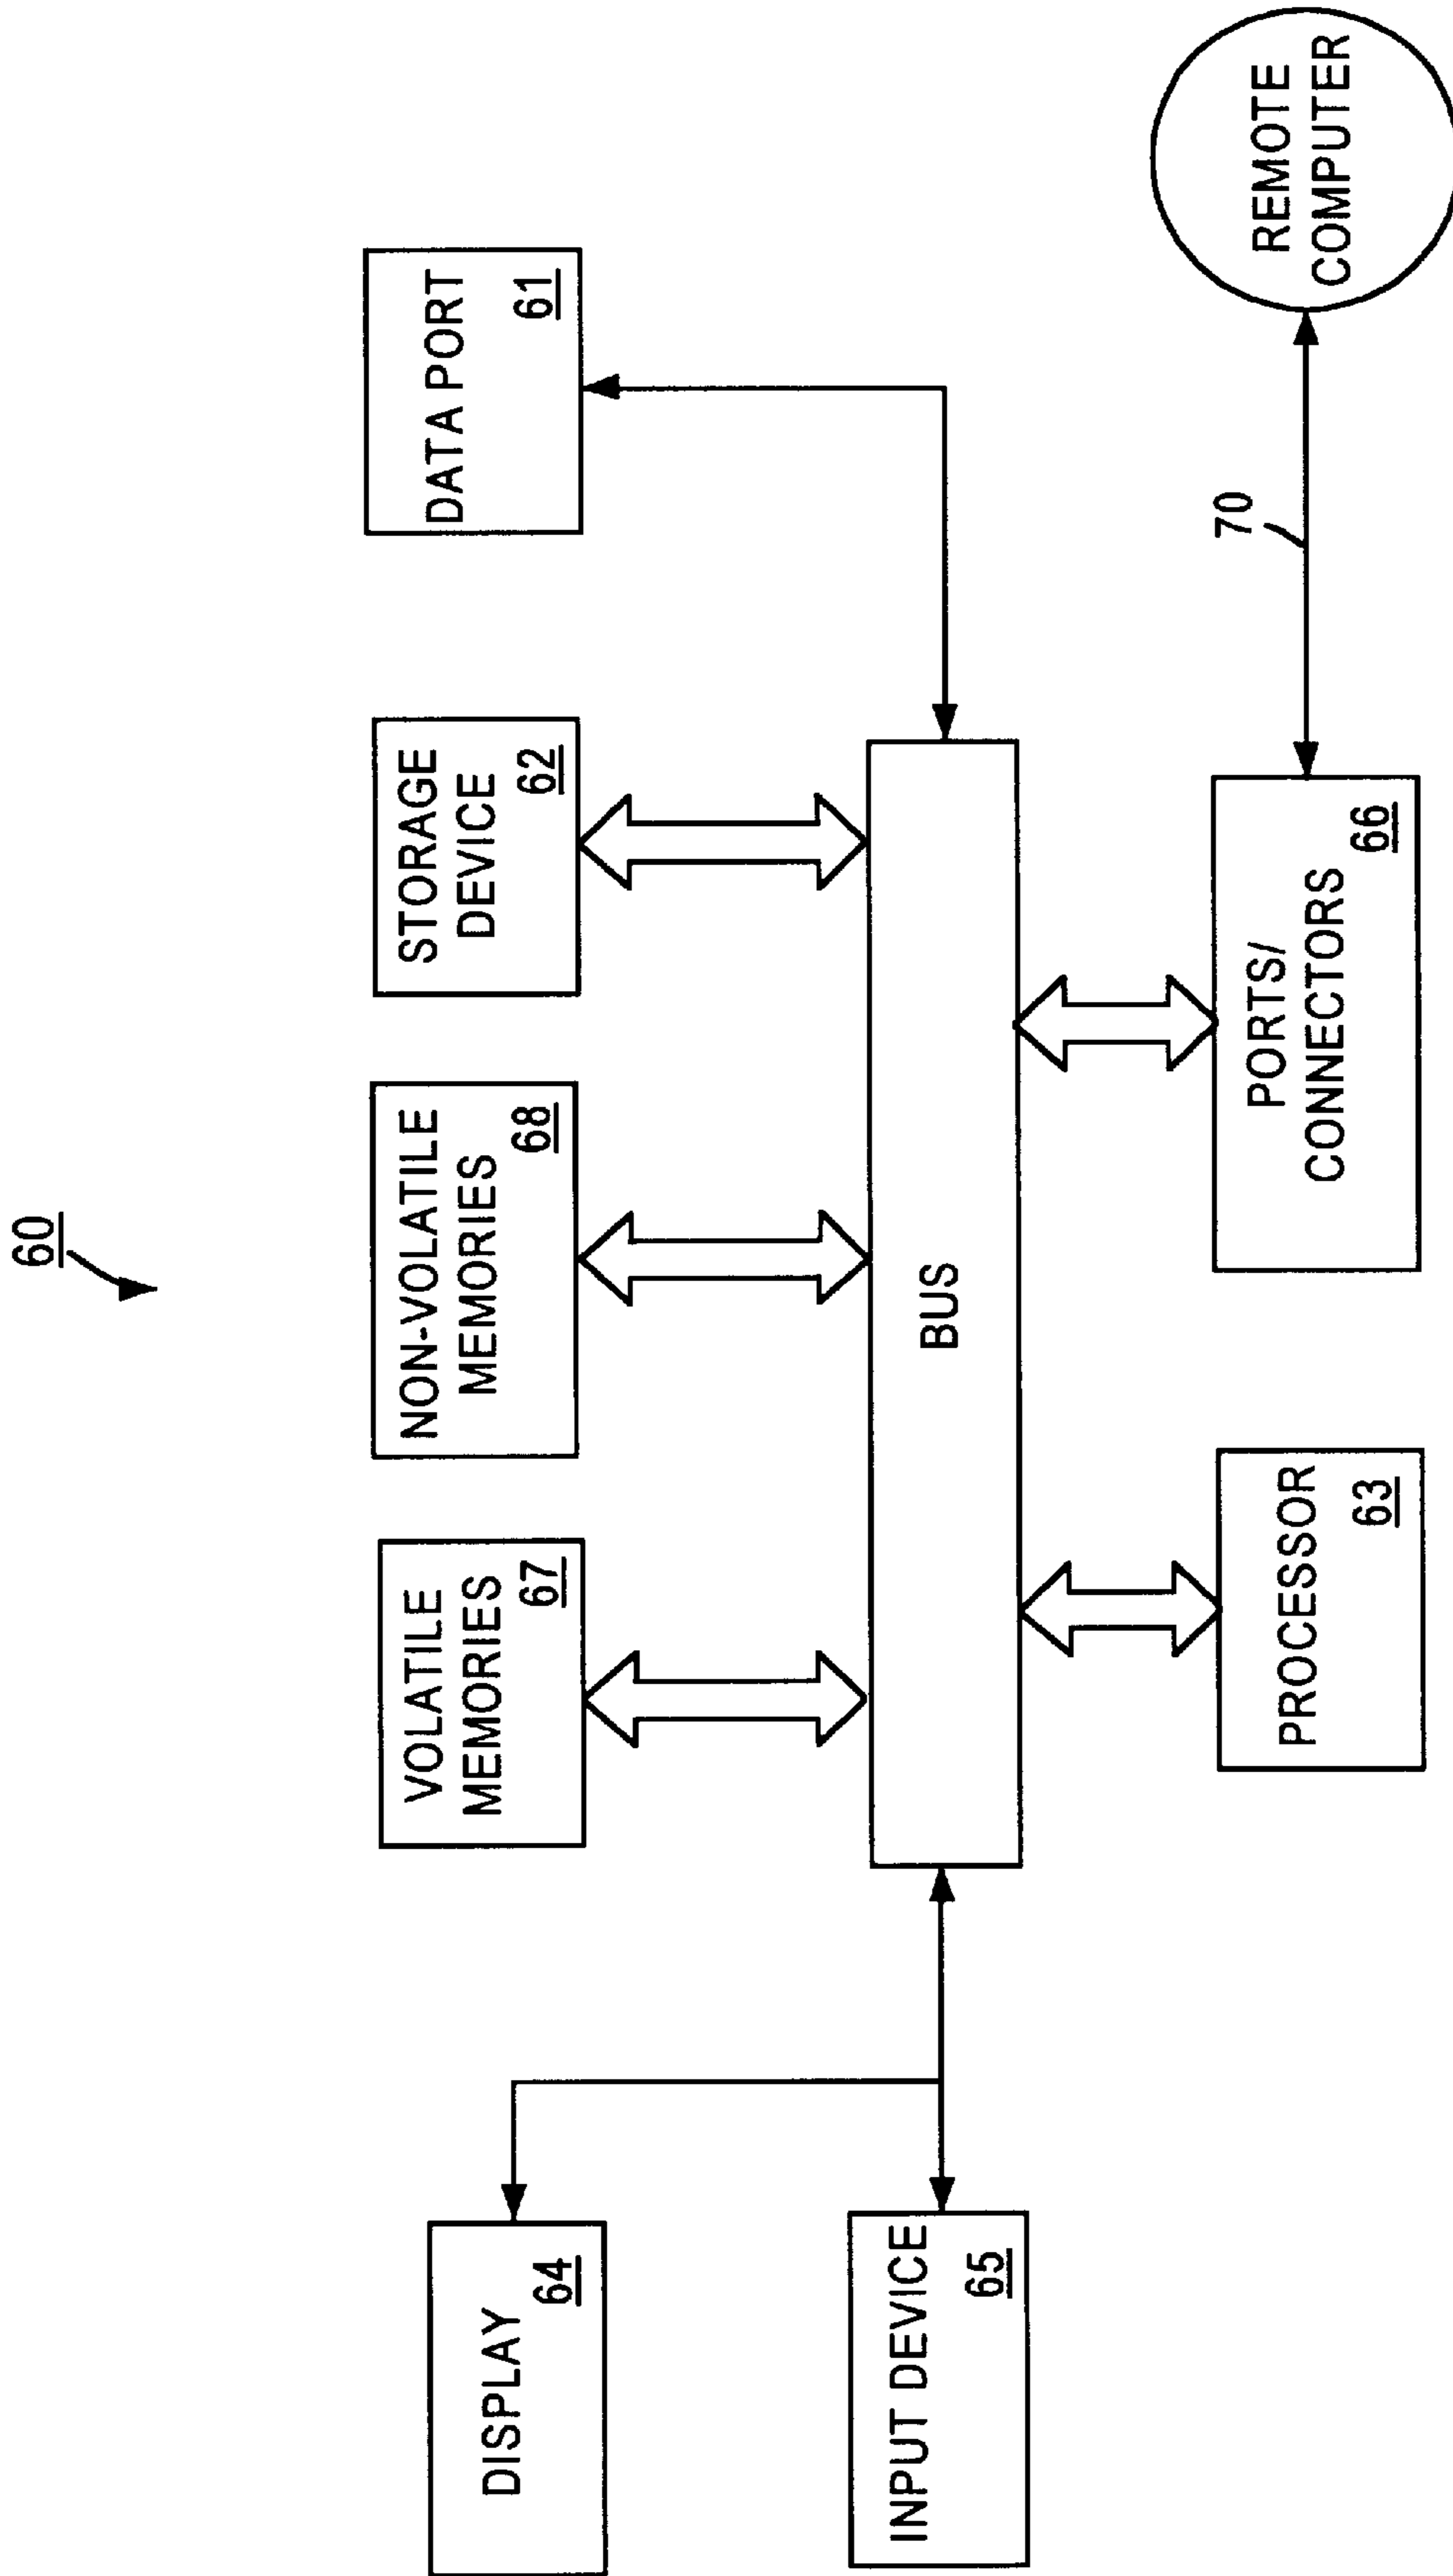 60
DISPLAY
64
INPUT DEVICE
65
VOLATILE
MEMORIES
67
NON-VOLATILE
MEMORIES
68
STORAGE
DEVICE
62
DATA PORT
61
BUS
PROCESSOR
63
PORTS/
CONNECTORS
66
70
REMOTE
COMPUTER